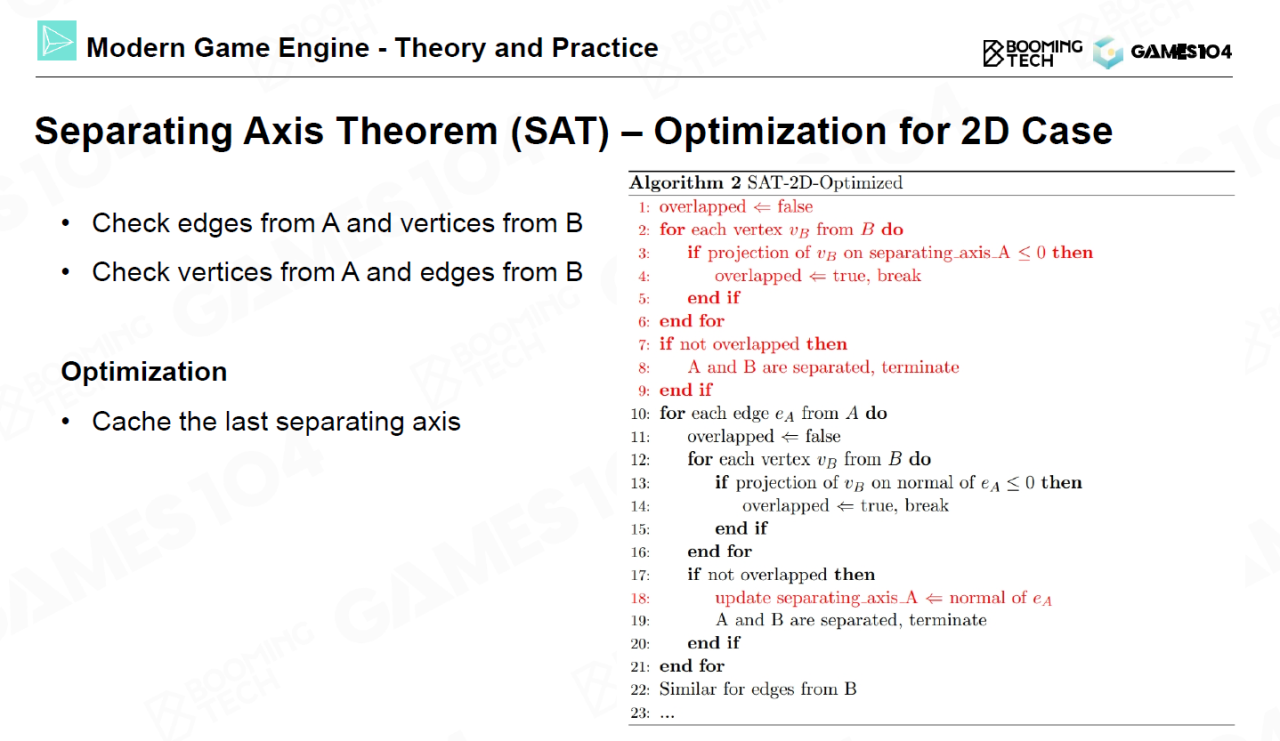 Modern Game Engine - Theory and Practice
BOOMING
TECH
GAMES104
Separating Axis Theorem (SAT) – Optimization for 2D Case
• Check edges from A and vertices from B
• Check vertices from A and edges from B
Optimization
• Cache the last separating axis
Algorithm 2 SAT-2D-Optimized
1: overlapped ⇐ false
2: for each vertex v_B from B do
3: if projection of v_B on separating_axis_A ≤ 0 then
4: overlapped ⇐ true, break
5: end if
6: end for
7: if not overlapped then
8: A and B are separated, terminate
9: end if
10: for each edge e_A from A do
11: overlapped ⇐ false
12: for each vertex v_B from B do
13: if projection of v_B on normal of e_A ≤ 0 then
14: overlapped ⇐ true, break
15: end if
16: end for
17: if not overlapped then
18: update separating_axis_A ⇐ normal of e_A
19: A and B are separated, terminate
20: end if
21: end for
22: Similar for edges from B
23: ...